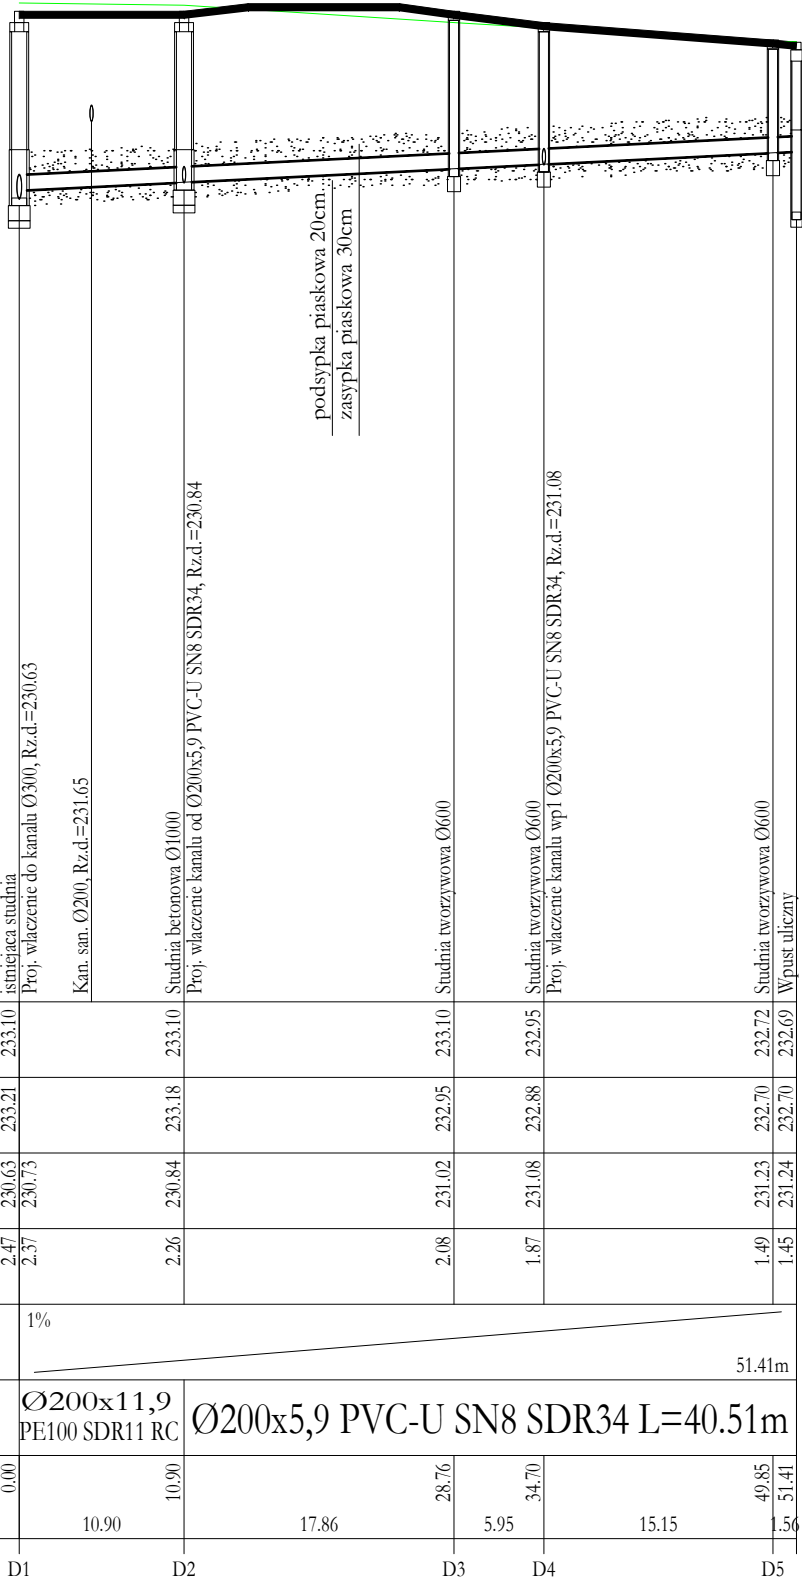 podsypka piaskowa 20cm
zasypka piaskowa 30cm
istniejaca studnia
Proj. wlaczenie do kanalu Ø300, Rz.d.=230.63
Kan. san. Ø200, Rz.d.=231.65
Studnia betonowa Ø1000
Proj. wlaczenie kanalu od Ø200x5,9 PVC-U SN8 SDR34, Rz.d.=230.84
Studnia tworzywowa Ø600
Studnia tworzywowa Ø600
Proj. wlaczenie kanalu wp1 Ø200x5,9 PVC-U SN8 SDR34, Rz.d.=231.08
Studnia tworzywowa Ø600
Wpust uliczny
233.10 233.10 233.10 232.95 232.72 232.69
233.21 233.18 232.95 232.88 232.70 232.70
230.63 230.73 230.84 231.02 231.08 231.23 231.24
2.47 2.37 2.26 2.08 1.87 1.49 1.45
1%
51.41m
Ø200x11,9
PE100 SDR11 RC
Ø200x5,9 PVC-U SN8 SDR34 L=40.51m
0.00 10.90 28.76 34.70 49.85 51.41
10.90 17.86 5.95 15.15 1.56
D1 D2 D3 D4 D5